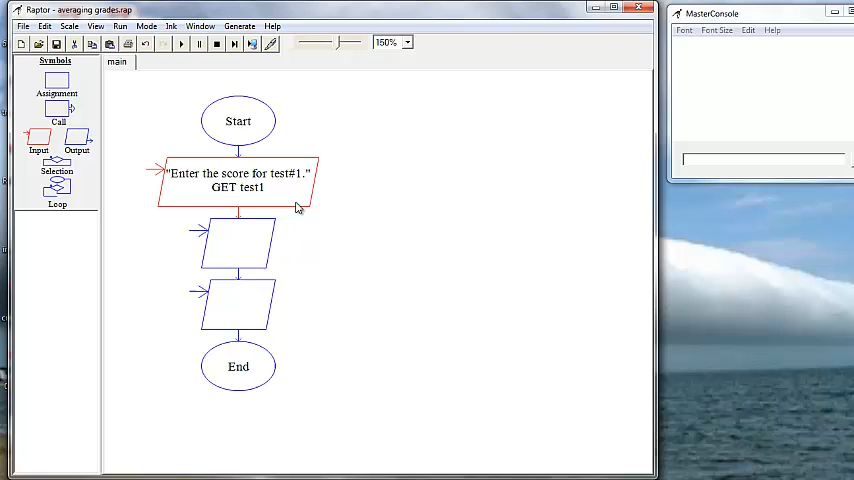 Raptor - averaging grades.rap
File Edit Scale View Run Mode Ink Window Generate Help
150%
Symbols
Assignment
Call
Input Output
Selection
Loop
main
Start
"Enter the score for test#1."
GET test1
End
MasterConsole
Font Font Size Edit Help